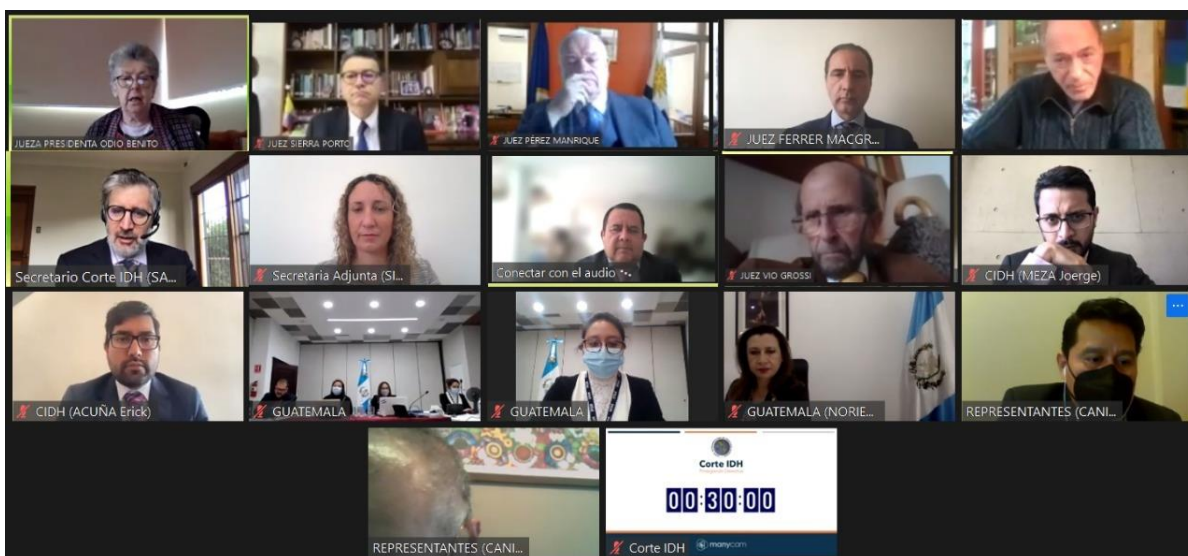 JUEZA PRESIDENTA ODIO BENITO
JUEZ SIERRA PORTO
JUEZ PÉREZ MANRIQUE
JUEZ FERRER MACGR...
Secretario Corte IDH (SA...
Secretaria Adjunta (SI...
Conectar con el audio
JUEZ VIO GROSSI
CIDH (MEZA Joerge)
CIDH (ACUÑA Erick)
GUATEMALA
GUATEMALA
GUATEMALA (NORIE...
REPRESENTANTES (CANI...
REPRESENTANTES (CANI...
Corte IDH
00:30:00
Corte IDH
manycom